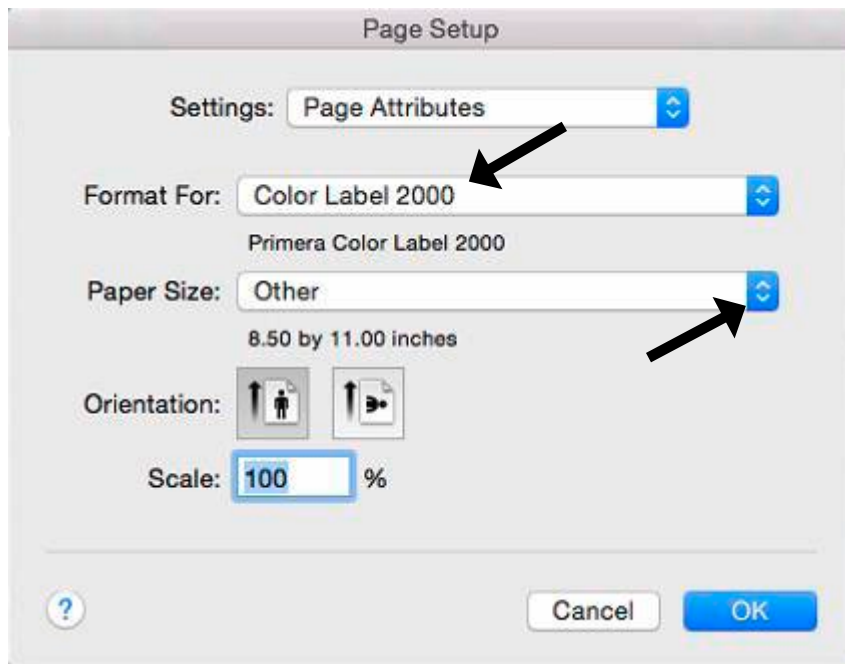 Page Setup
Settings: Page Attributes
Format For: Color Label 2000
Primera Color Label 2000
Paper Size: Other
8.50 by 11.00 inches
Orientation:
Scale: 100 %
? Cancel OK